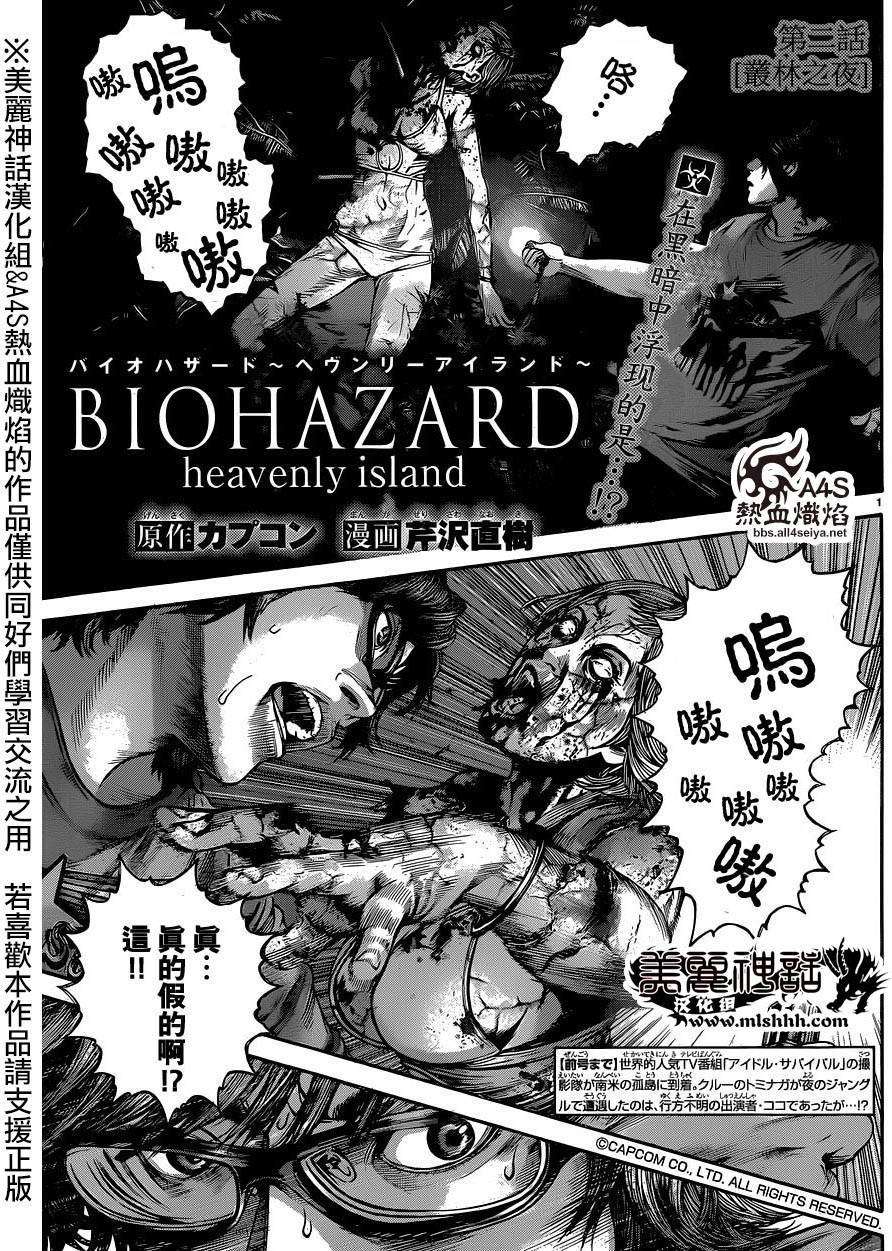 第二話
[叢林之夜]
咯…
嗚
嗷
嗷
嗷
嗷
嗷
嗷
嗷
嗷
在黑暗中浮现的是…!?
バイオハザード～ヘヴンリーアイランド～
BIOHAZARD
heavenly island
原作 カプコン 漫画 芹沢直樹
A4S
熱血熾焰
bbs.all4seiya.net
1
嗚
嗷
嗷
嗷
嗷
嗷
嗷
眞…
眞的假的啊!?
這!!
美麗神話
汉化组
www.mlshhh.com
【前号まで】世界的人気TV番組「アイドル・サバイバル」の撮
影隊が南米の孤島に到着。クルーのトミナガが夜のジャング
ルで遭遇したのは、行方不明の出演者・ココであったが…!?
©CAPCOM CO., LTD. ALL RIGHTS RESERVED.
※美麗神話漢化組&A4S熱血熾焰的作品僅供同好們學習交流之用 若喜歡本作品請支援正版